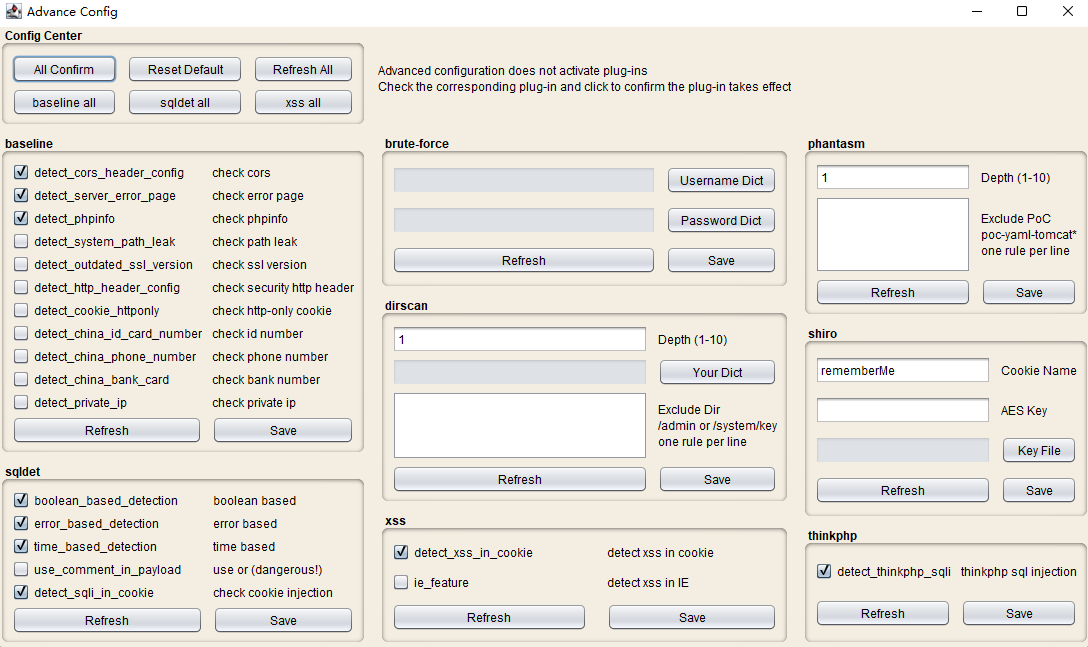 Advance Config
Config Center
All Confirm Reset Default Refresh All
baseline all sqldet all xss all
Advanced configuration does not activate plug-ins
Check the corresponding plug-in and click to confirm the plug-in takes effect
baseline
detect_cors_header_config check cors
detect_server_error_page check error page
detect_phpinfo check phpinfo
detect_system_path_leak check path leak
detect_outdated_ssl_version check ssl version
detect_http_header_config check security http header
detect_cookie_httponly check http-only cookie
detect_china_id_card_number check id number
detect_china_phone_number check phone number
detect_china_bank_card check bank number
detect_private_ip check private ip
Refresh Save
sqldet
boolean_based_detection boolean based
error_based_detection error based
time_based_detection time based
use_comment_in_payload use or (dangerous!)
detect_sqli_in_cookie check cookie injection
Refresh Save
brute-force
Username Dict
Password Dict
Refresh Save
dirscan
1 Depth (1-10)
Your Dict
Exclude Dir
/admin or /system/key
one rule per line
Refresh Save
xss
detect_xss_in_cookie detect xss in cookie
ie_feature detect xss in IE
Refresh Save
phantasm
1 Depth (1-10)
Exclude PoC
poc-yaml-tomcat*
one rule per line
Refresh Save
shiro
rememberMe Cookie Name
AES Key
Key File
Refresh Save
thinkphp
detect_thinkphp_sqli thinkphp sql injection
Refresh Save